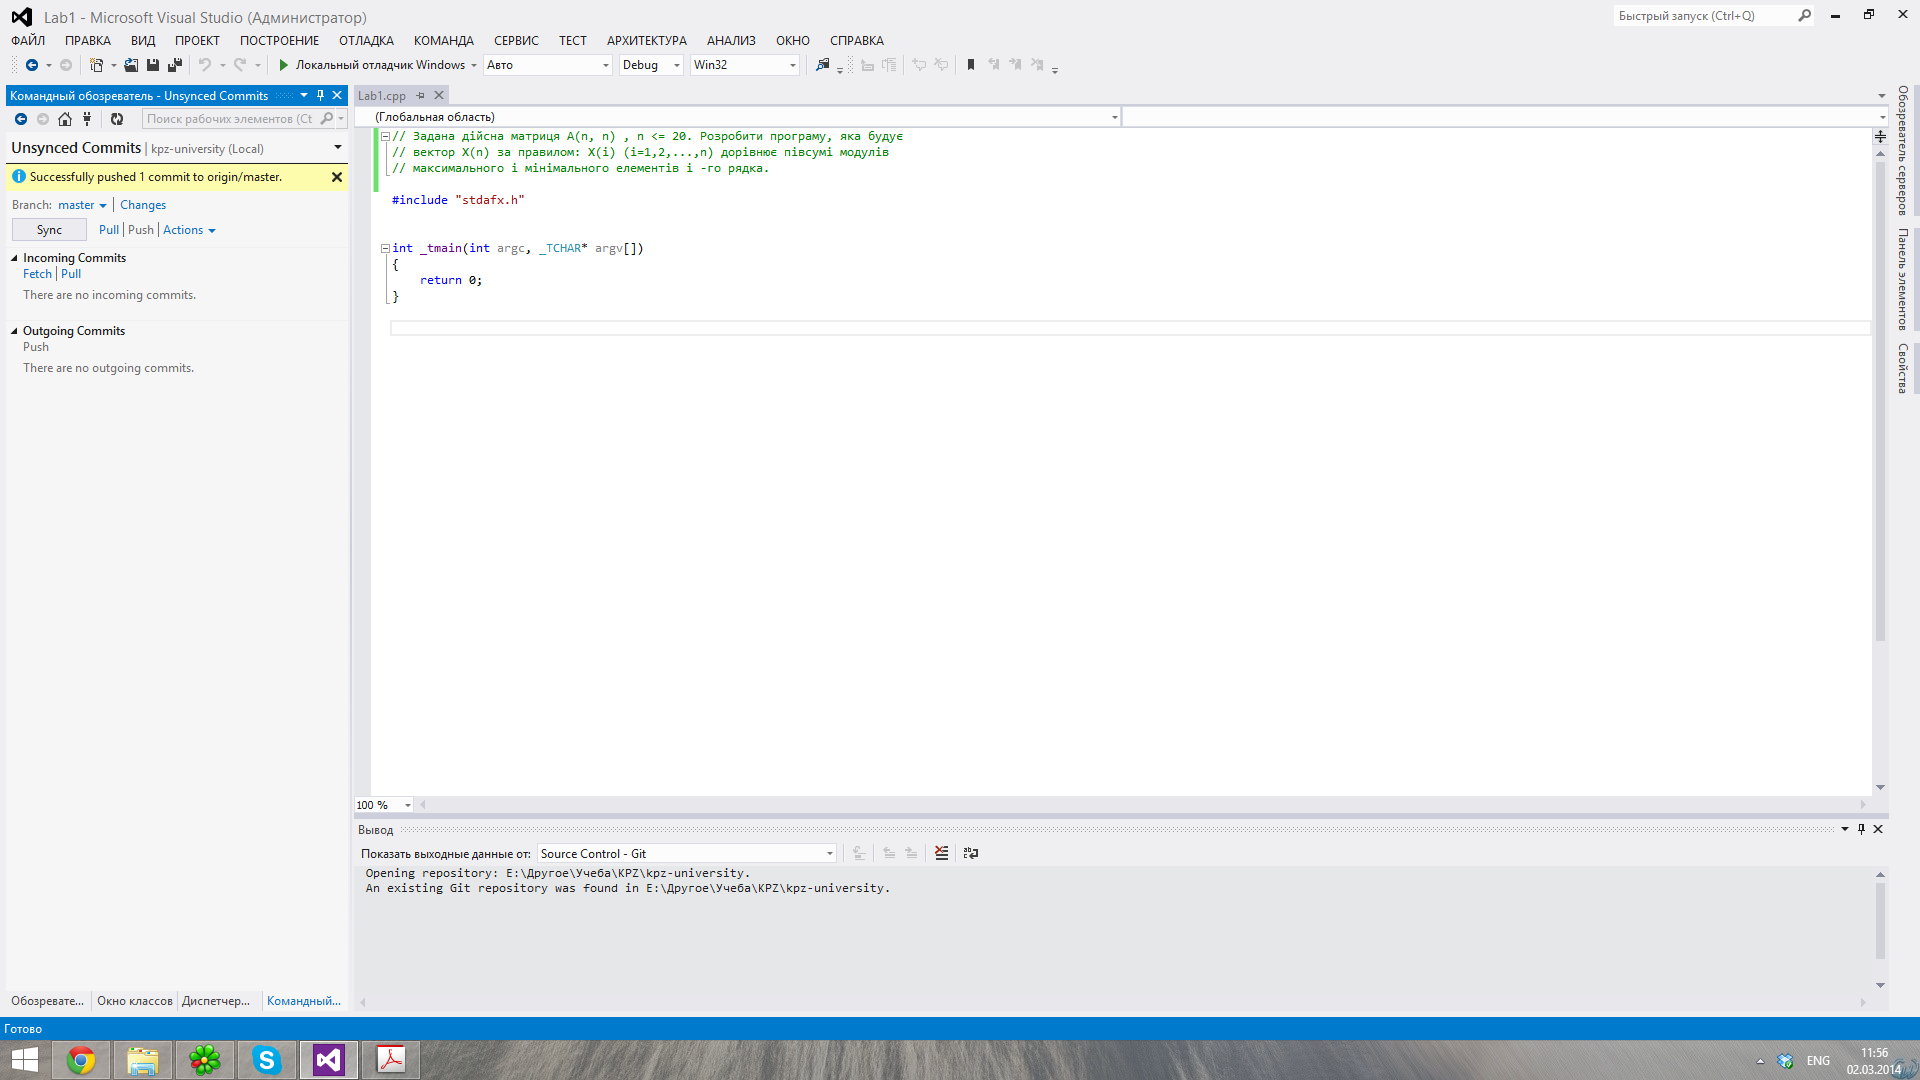 Lab1 - Microsoft Visual Studio (Администратор)
Быстрый запуск (Ctrl+Q)
ФАЙЛ ПРАВКА ВИД ПРОЕКТ ПОСТРОЕНИЕ ОТЛАДКА КОМАНДА СЕРВИС ТЕСТ АРХИТЕКТУРА АНАЛИЗ ОКНО СПРАВКА
Локальный отладчик Windows Авто Debug Win32
Командный обозреватель - Unsynced Commits
Поиск рабочих элементов (Ct
Unsynced Commits | kpz-university (Local)
Successfully pushed 1 commit to origin/master.
Branch: master | Changes
Sync Pull | Push | Actions
Incoming Commits
Fetch | Pull
There are no incoming commits.
Outgoing Commits
Push
There are no outgoing commits.
Обозревате... Окно классов Диспетчер... Командный...
Lab1.cpp
(Глобальная область)
// Задана дійсна матриця A(n, n) , n <= 20. Розробити програму, яка будує
// вектор X(n) за правилом: X(i) (i=1,2,...,n) дорівнює півсумі модулів
// максимального і мінімального елементів і -го рядка.
#include "stdafx.h"
int _tmain(int argc, _TCHAR* argv[])
{
return 0;
}
100 %
Вывод
Показать выходные данные от: Source Control - Git
Opening repository: E:\Другое\Учеба\KPZ\kpz-university.
An existing Git repository was found in E:\Другое\Учеба\KPZ\kpz-university.
Обозреватель серверов
Панель элементов
Свойства
Готово
ENG
11:56
02.03.2014